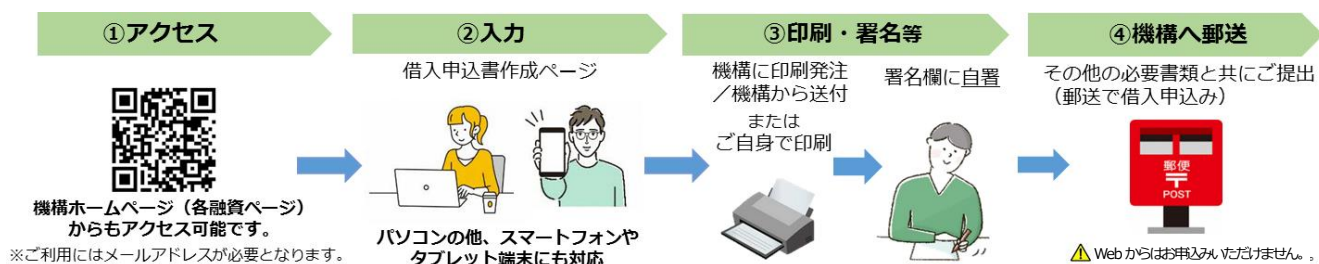 ①アクセス
機構ホームページ（各融資ページ）
からもアクセス可能です。
※ご利用にはメールアドレスが必要となります。
②入力
借入申込書作成ページ
パソコンの他、スマートフォンや
タブレット端末にも対応
③印刷・署名等
機構に印刷発注
／機構から送付
または
ご自身で印刷
署名欄に自署
④機構へ郵送
その他の必要書類と共にご提出
（郵送で借入申込み）
郵便
〒
POST
⚠ Webからはお申込みいただけません。。